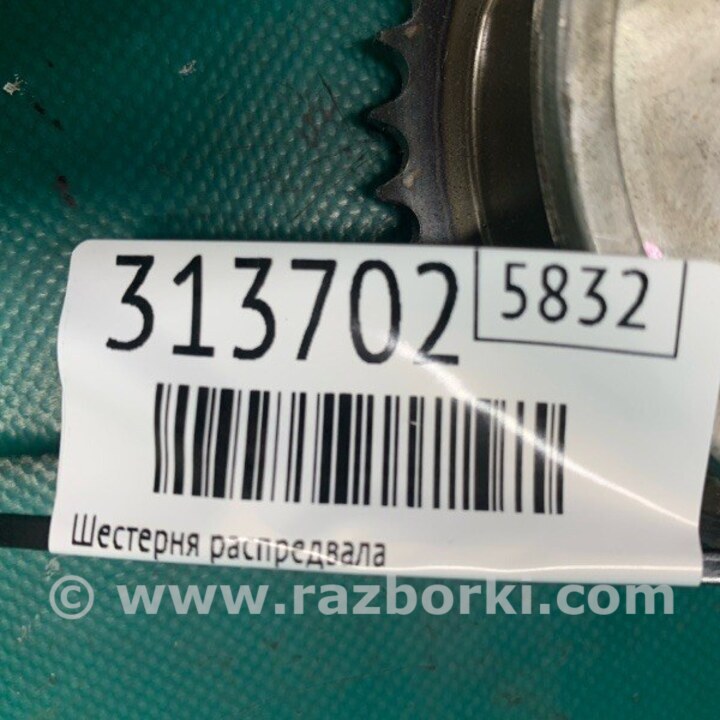 313702 5832
Шестерня распредвала
© www.razborki.com